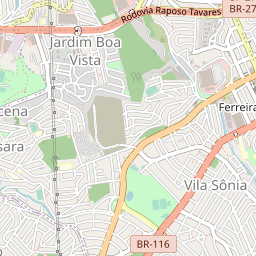 Rodovia Raposo Tavares
BR-27
Jardim Boa
Vista
Ferreira
cena
sara
Vila Sônia
BR-116